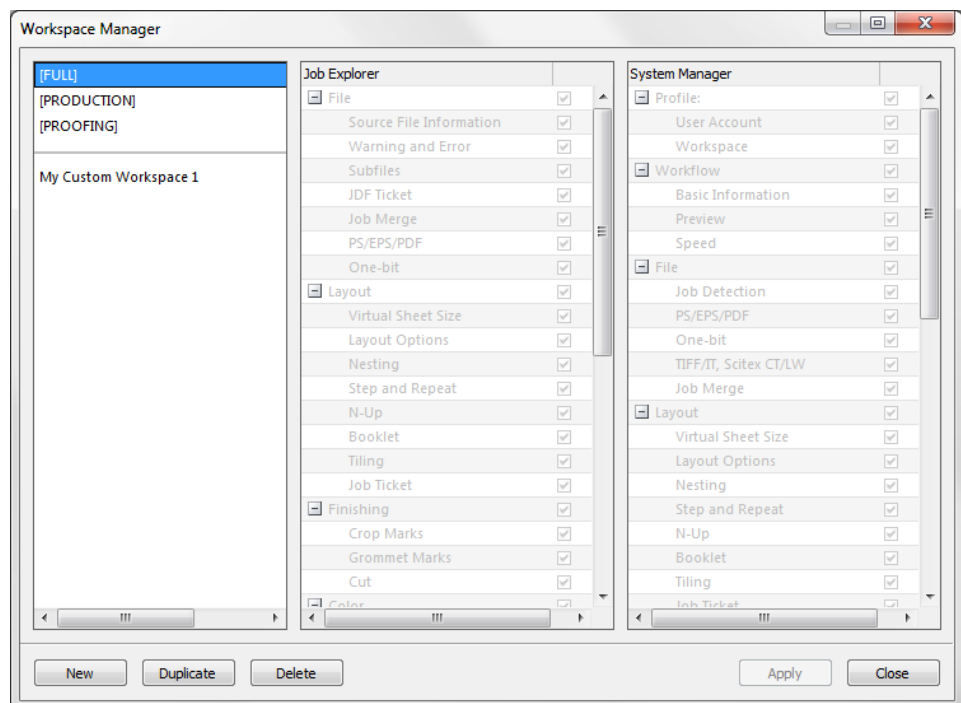 Workspace Manager
[FULL]
[PRODUCTION]
[PROOFING]
My Custom Workspace 1
Job Explorer
File
Source File Information
Warning and Error
Subfiles
JDF Ticket
Job Merge
PS/EPS/PDF
One-bit
Layout
Virtual Sheet Size
Layout Options
Nesting
Step and Repeat
N-Up
Booklet
Tiling
Job Ticket
Finishing
Crop Marks
Grommet Marks
Cut
Color
System Manager
Profile:
User Account
Workspace
Workflow
Basic Information
Preview
Speed
File
Job Detection
PS/EPS/PDF
One-bit
TIFF/IT, Scitex CT/LW
Job Merge
Layout
Virtual Sheet Size
Layout Options
Nesting
Step and Repeat
N-Up
Booklet
Tiling
Job Ticket
New
Duplicate
Delete
Apply
Close